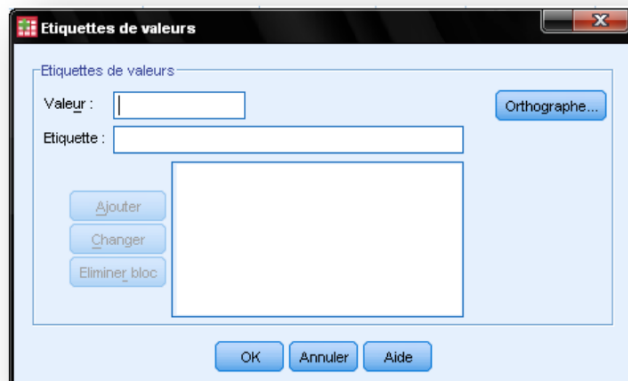 Etiquettes de valeurs
Etiquettes de valeurs
Valeur :
Orthographe...
Etiquette :
Ajouter
Changer
Eliminer bloc
OK Annuler Aide